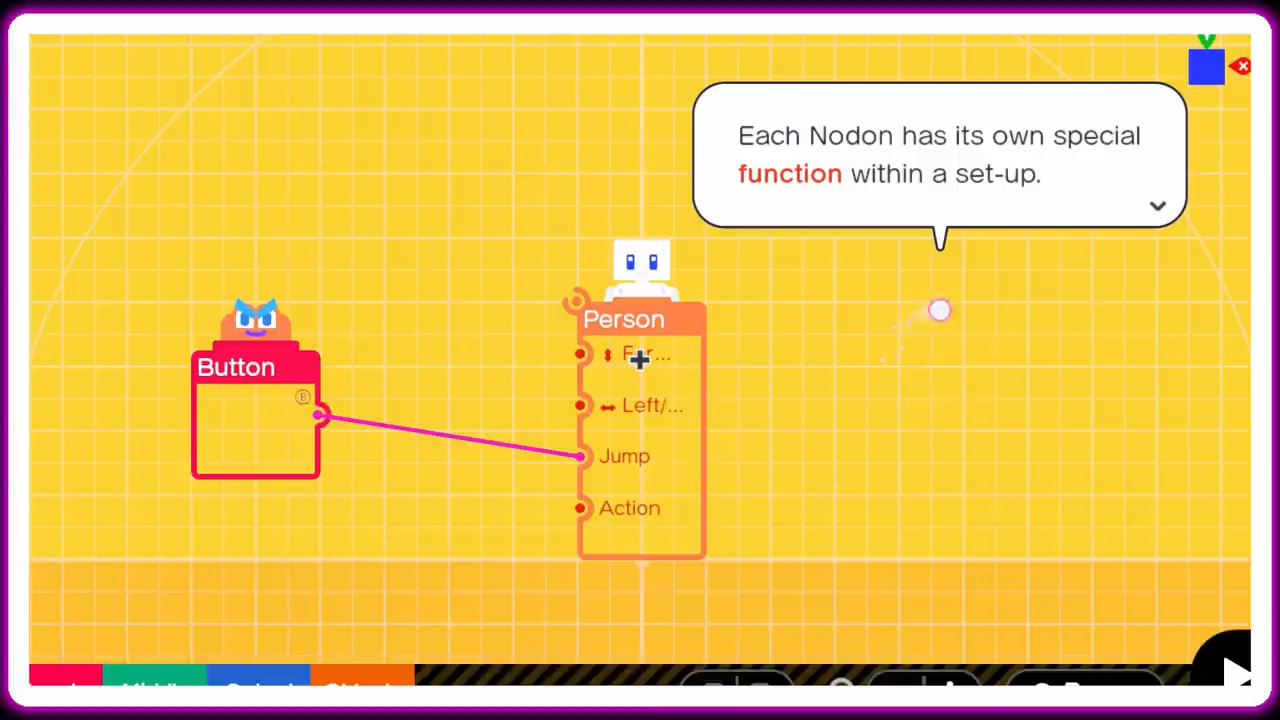 Each Nodon has its own special
function within a set-up.
Person
Button
B
Left/...
Jump
Action